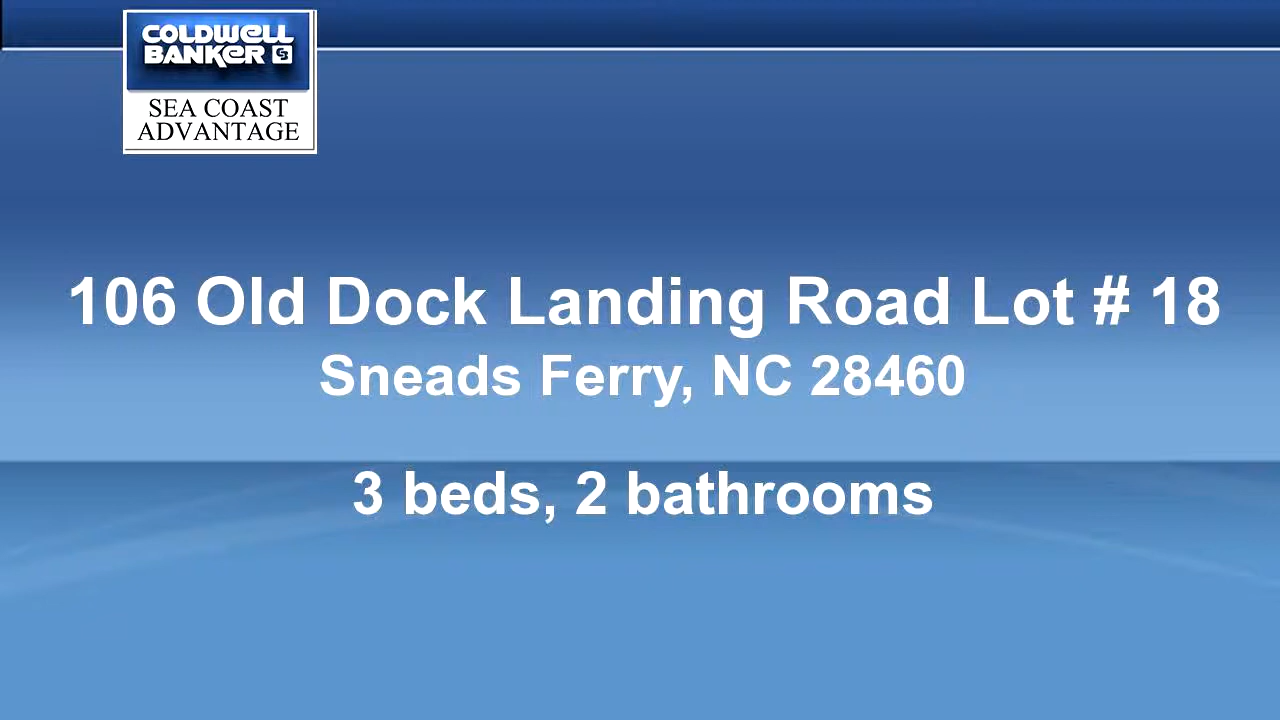 COLDWELL
BANKER CB
SEA COAST
ADVANTAGE
106 Old Dock Landing Road Lot # 18
Sneads Ferry, NC 28460
3 beds, 2 bathrooms